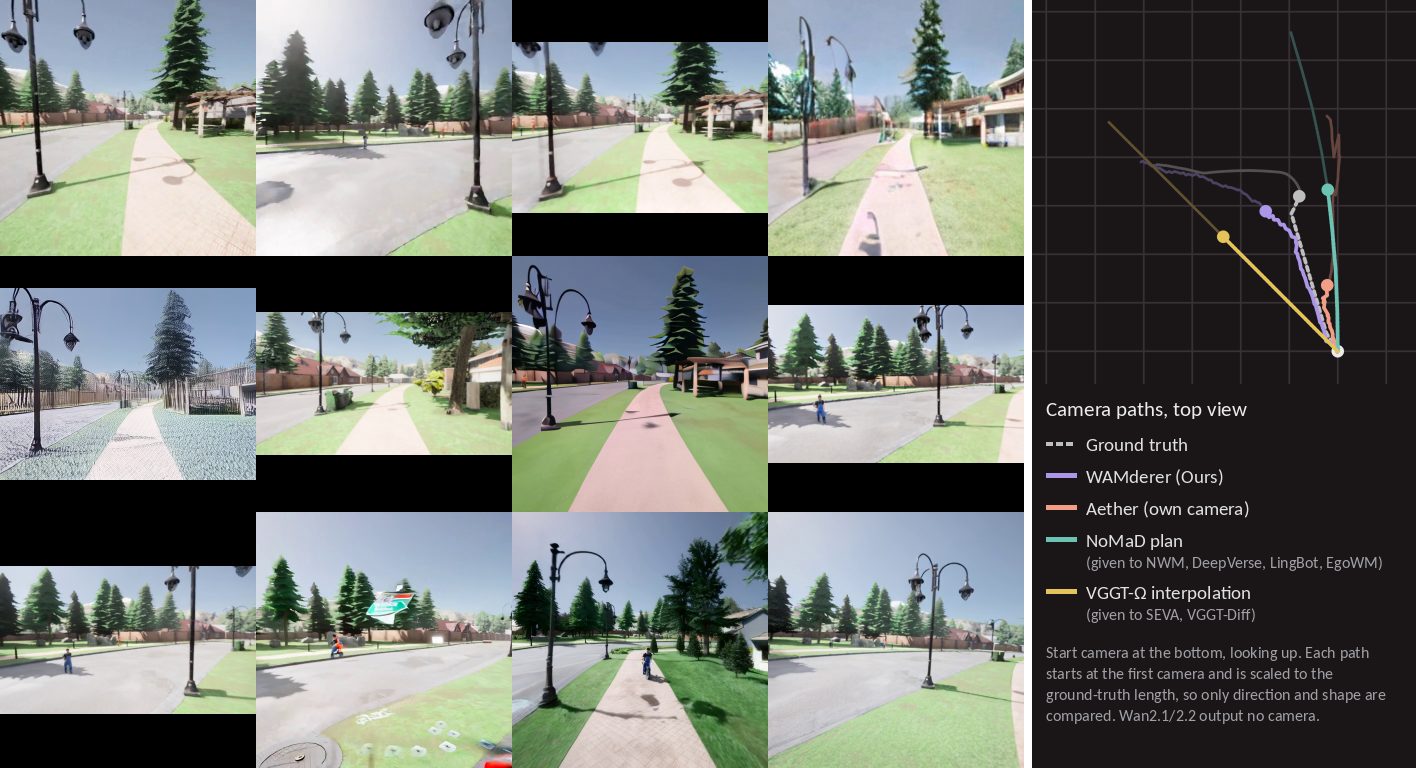 Camera paths, top view
Ground truth
WAMderer (Ours)
Aether (own camera)
NoMaD plan
(given to NWM, DeepVerse, LingBot, EgoWM)
VGGT-Ω interpolation
(given to SEVA, VGGT-Diff)
Start camera at the bottom, looking up. Each path
starts at the first camera and is scaled to the
ground-truth length, so only direction and shape are
compared. Wan2.1/2.2 output no camera.